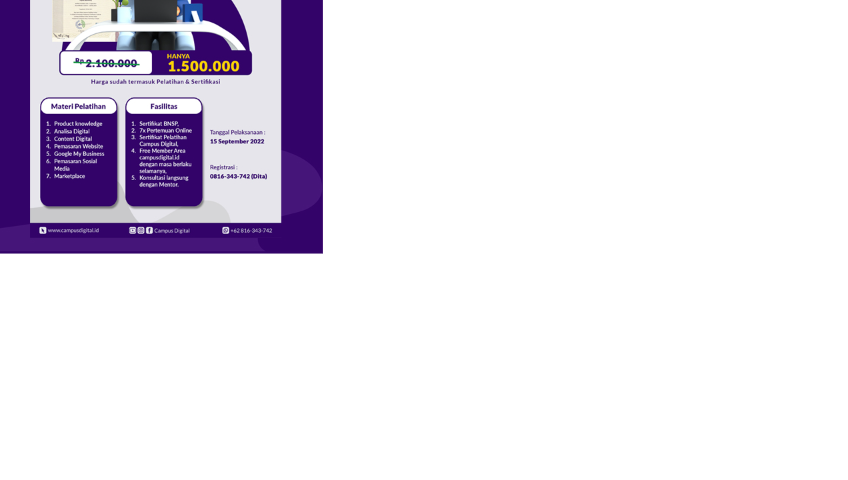 Rp 2.100.000
HANYA
1.500.000
Harga sudah termasuk Pelatihan & Sertifikasi
Materi Pelatihan
1. Product knowledge
2. Analisa Digital
3. Content Digital
4. Pemasaran Website
5. Google My Business
6. Pemasaran Sosial
Media
7. Marketplace
Fasilitas
1. Sertifikat BNSP,
2. 7x Pertemuan Online
3. Sertifikat Pelatihan
Campus Digital,
4. Free Member Area
campusdigital.id
dengan masa berlaku
selamanya,
5. Konsultasi langsung
dengan Mentor.
Tanggal Pelaksanaan :
15 September 2022
Registrasi :
0816-343-742 (Dita)
www.campusdigital.id
Campus Digital
+62 816-343-742